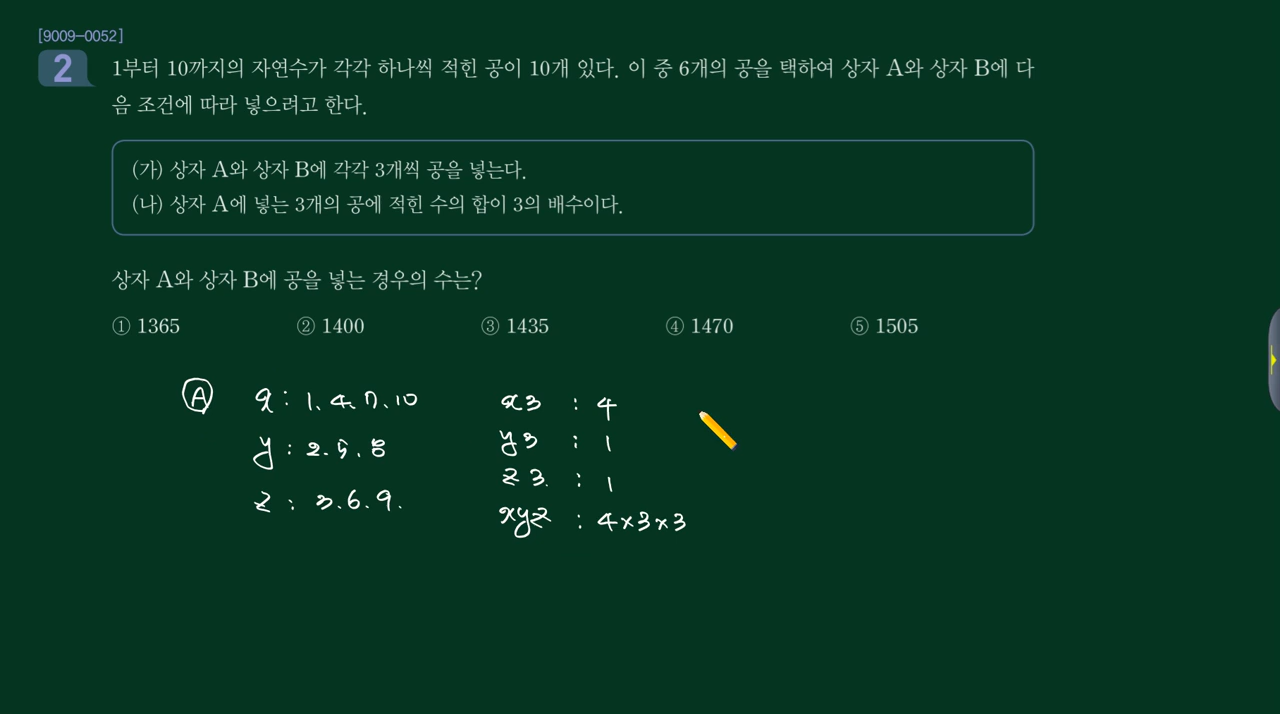 [9009-0052]
2
1부터 10까지의 자연수가 각각 하나씩 적힌 공이 10개 있다. 이 중 6개의 공을 택하여 상자 A와 상자 B에 다
음 조건에 따라 넣으려고 한다.
(가) 상자 A와 상자 B에 각각 3개씩 공을 넣는다.
(나) 상자 A에 넣는 3개의 공에 적힌 수의 합이 3의 배수이다.
상자 A와 상자 B에 공을 넣는 경우의 수는?
① 1365 ② 1400 ③ 1435 ④ 1470 ⑤ 1505
Ⓐ x : 1. 4. 7. 10
y : 2. 5. 8
z : 3. 6. 9.
x3 : 4
y3 : 1
z3. : 1
xyz : 4×3×3